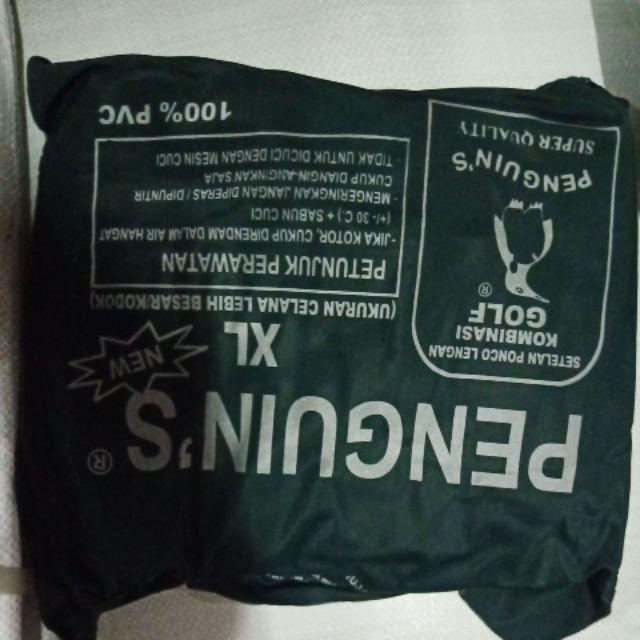 PENGUIN'S ®
NEW
XL
(UKURAN CELANA LEBIH BESAR/KODOK)
PETUNJUK PERAWATAN
-JIKA KOTOR, CUKUP DIRENDAM DALAM AIR HANGAT
(+/- 30 C.) + SABUN CUCI
- MENGERINGKAN JANGAN DIPERAS / DIPUNTIR
CUKUP DIANGIN-ANGINKAN SAJA
- TIDAK UNTUK DICUCI DENGAN MESIN CUCI
100% PVC
SETELAN PONCO LENGAN
KOMBINASI
GOLF
®
PENGUIN'S
SUPER QUALITY